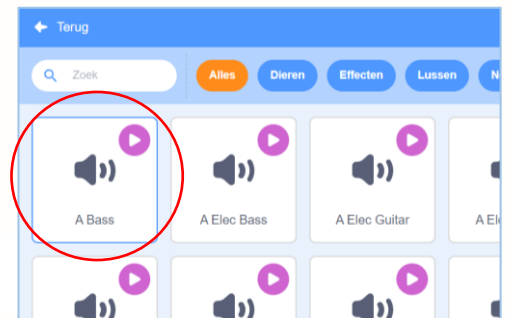 Terug
Zoek Alles Dieren Effecten Lussen
A Bass A Elec Bass A Elec Guitar